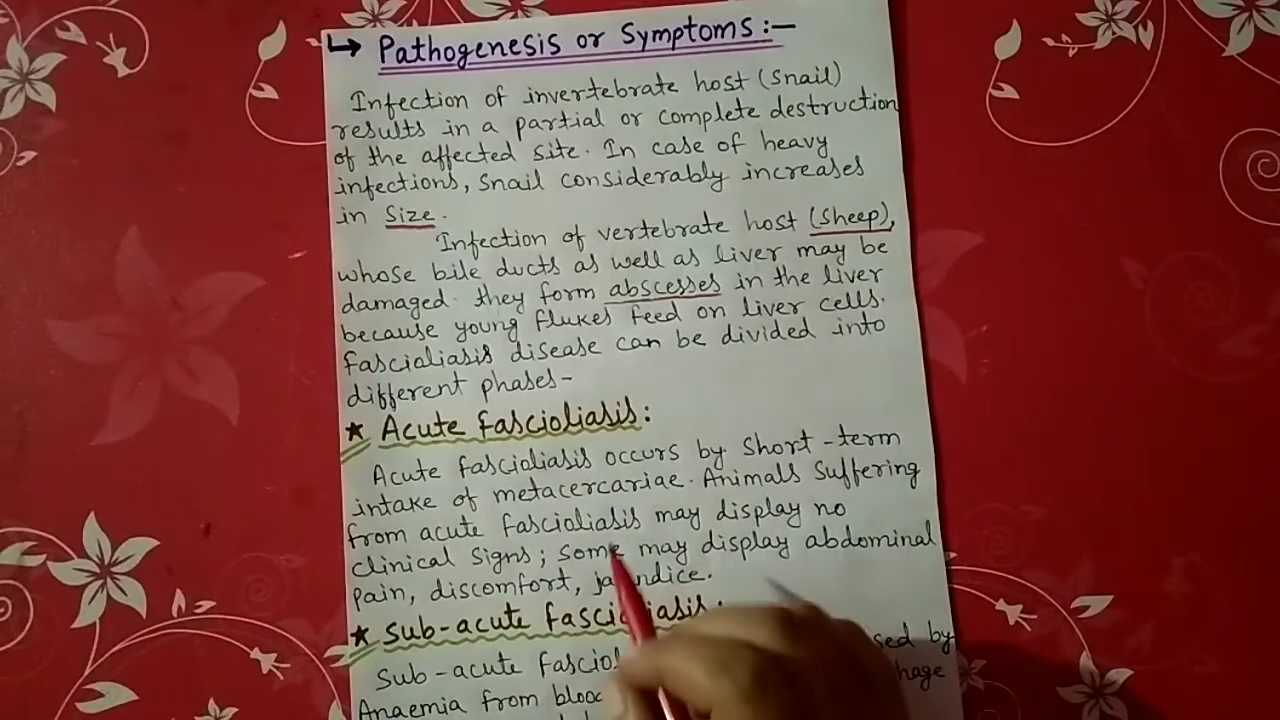 ↳ Pathogenesis or Symptoms :-
Infection of invertebrate host (Snail)
results in a partial or complete destruction
of the affected site. In case of heavy
infections, Snail considerably increases
in Size.
Infection of vertebrate host (Sheep),
whose bile ducts as well as liver may be
damaged. they form abscesses in the liver
because young flukes feed on liver cells.
fascioliasis disease can be divided into
different phases-
★ Acute fascioliasis:
Acute fascioliasis occurs by short-term
intake of metacercariae. Animals Suffering
from acute fascioliasis may display no
clinical signs; some may display abdominal
pain, discomfort, jaundice.
★ Sub-acute fascioliasis:
Sub-acute by
Anaemia from